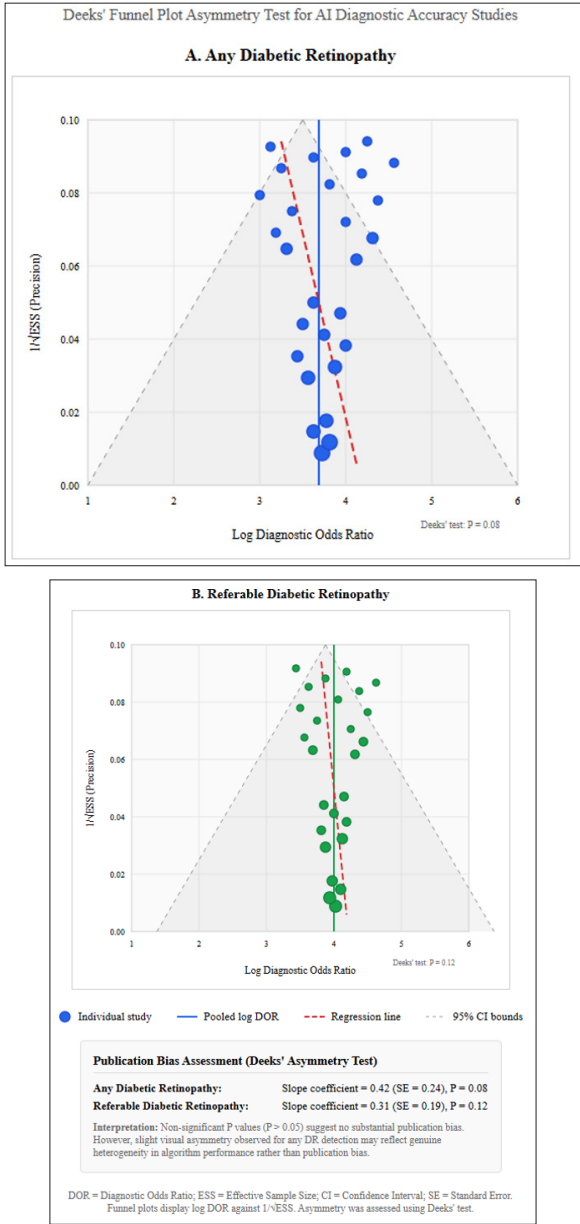 Deeks' Funnel Plot Asymmetry Test for AI Diagnostic Accuracy Studies
A. Any Diabetic Retinopathy
0.10
0.08
0.06
0.04
0.02
0.00
1/√ESS (Precision)
1 2 3 4 5 6
Log Diagnostic Odds Ratio
Deeks' test: P = 0.08
B. Referable Diabetic Retinopathy
0.10
0.08
0.06
0.04
0.02
0.00
1/√ESS (Precision)
1 2 3 4 5 6
Log Diagnostic Odds Ratio
Deeks' test: P = 0.12
Individual study Pooled log DOR Regression line 95% CI bounds
Publication Bias Assessment (Deeks' Asymmetry Test)
Any Diabetic Retinopathy: Slope coefficient = 0.42 (SE = 0.24), P = 0.08
Referable Diabetic Retinopathy: Slope coefficient = 0.31 (SE = 0.19), P = 0.12
Interpretation: Non-significant P values (P > 0.05) suggest no substantial publication bias.
However, slight visual asymmetry observed for any DR detection may reflect genuine
heterogeneity in algorithm performance rather than publication bias.
DOR = Diagnostic Odds Ratio; ESS = Effective Sample Size; CI = Confidence Interval; SE = Standard Error.
Funnel plots display log DOR against 1/√ESS. Asymmetry was assessed using Deeks' test.